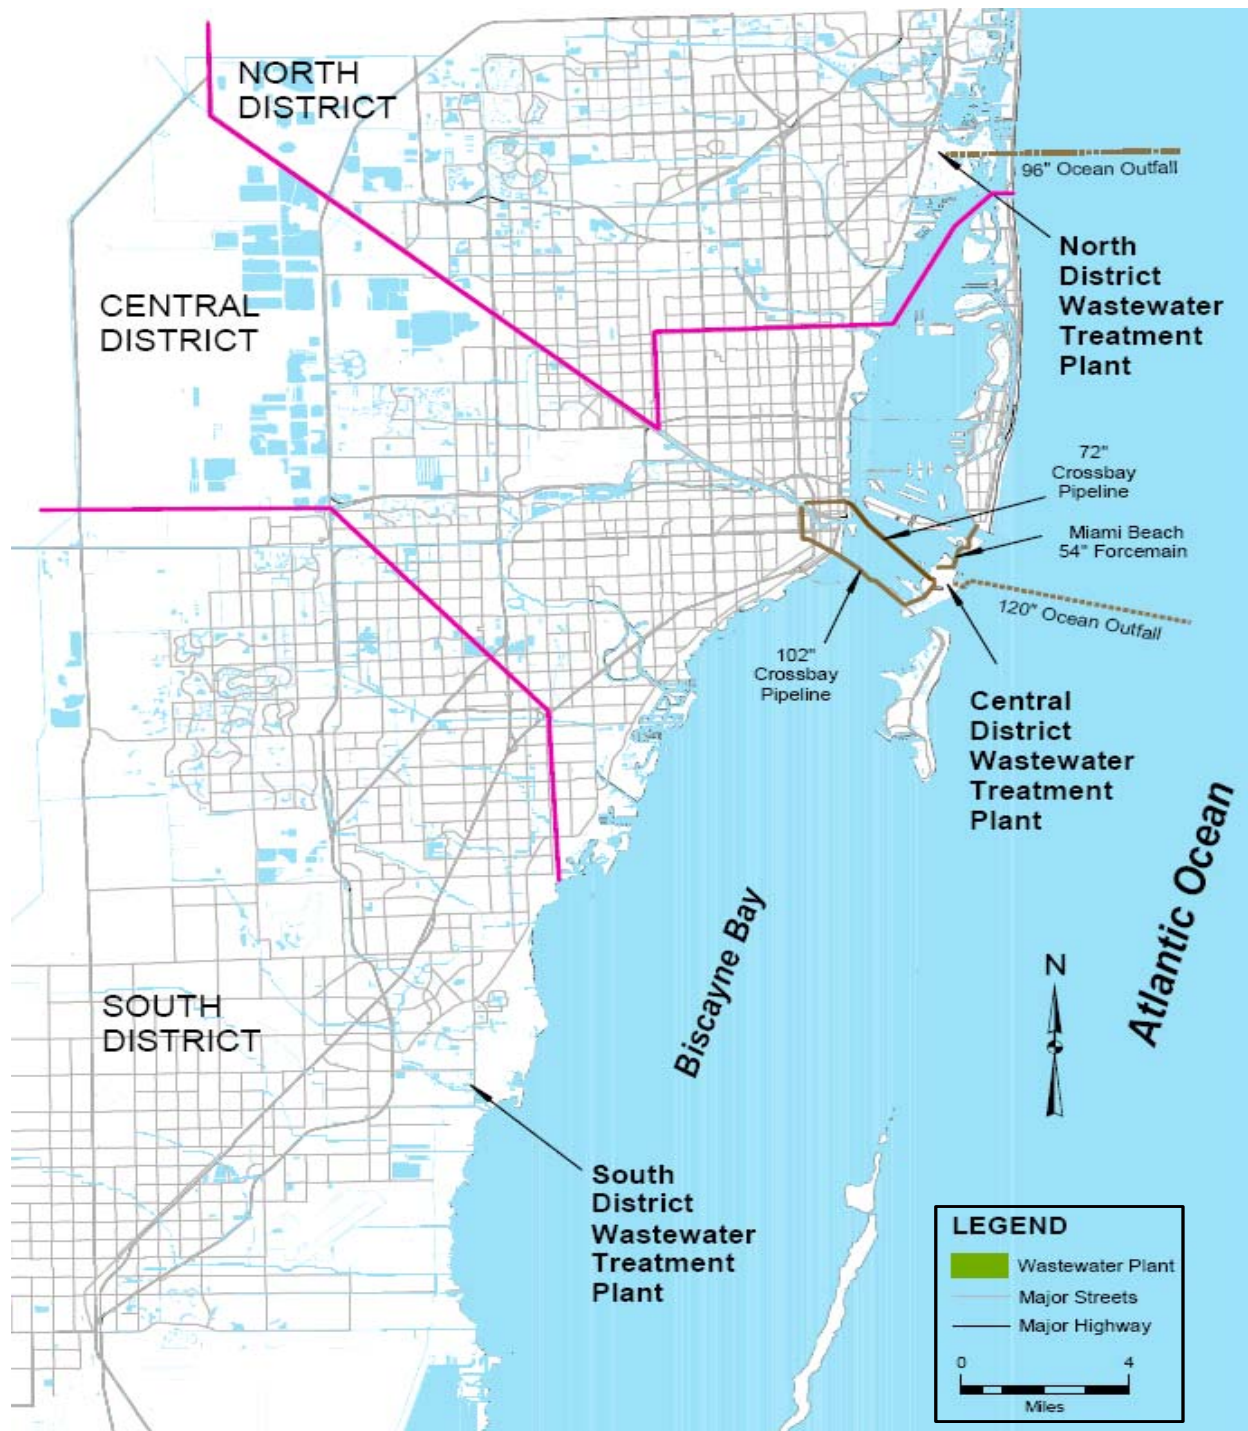 NORTH
DISTRICT
96" Ocean Outfall
North
District
Wastewater
Treatment
Plant
CENTRAL
DISTRICT
72"
Crossbay
Pipeline
Miami Beach
54" Forcemain
120" Ocean Outfall
102"
Crossbay
Pipeline
Central
District
Wastewater
Treatment
Plant
Atlantic Ocean
Biscayne Bay
N
SOUTH
DISTRICT
South
District
Wastewater
Treatment
Plant
LEGEND
Wastewater Plant
Major Streets
Major Highway
0 4
Miles